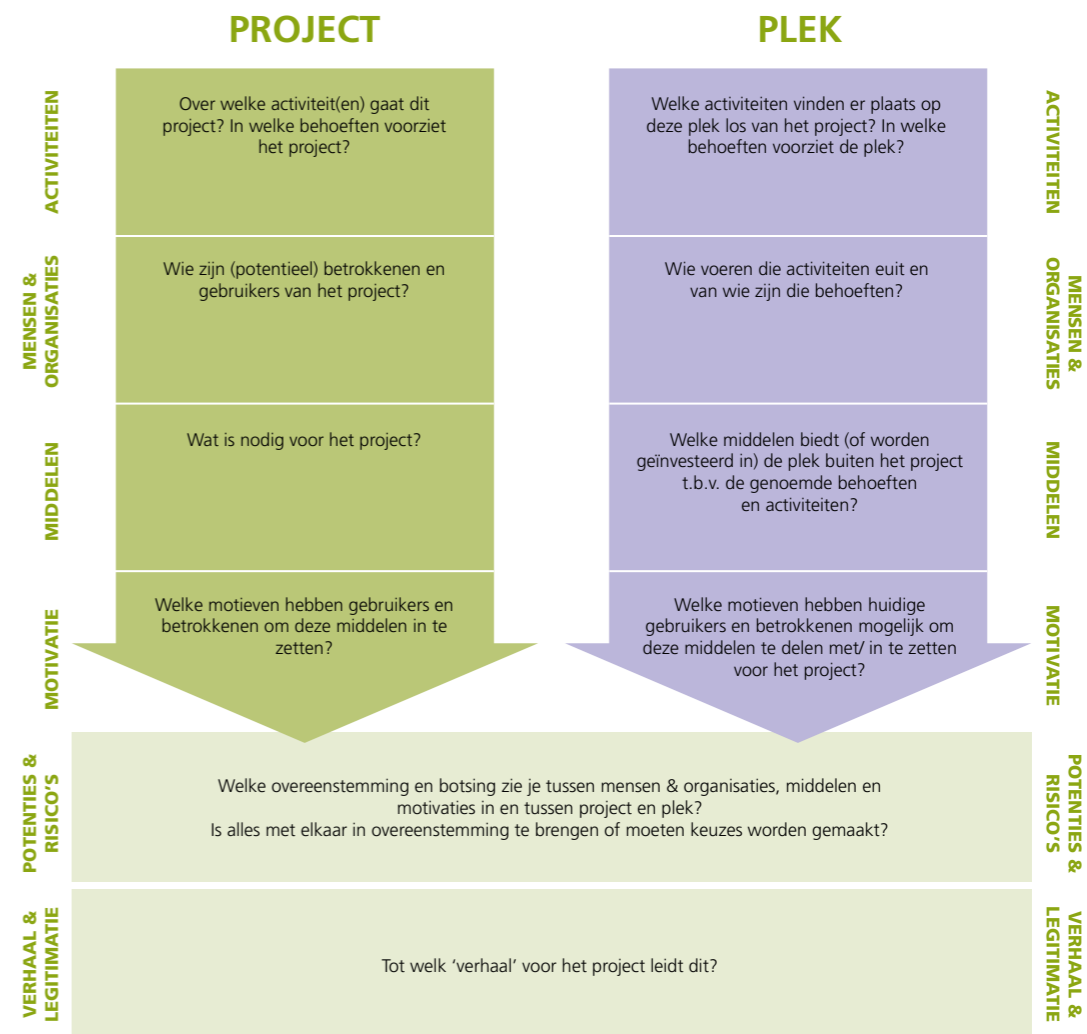 PROJECT
PLEK
ACTIVITEITEN
Over welke activiteit(en) gaat dit
project? In welke behoeften voorziet
het project?
Welke activiteiten vinden er plaats op
deze plek los van het project? In welke
behoeften voorziet de plek?
ACTIVITEITEN
MENSEN &
ORGANISATIES
Wie zijn (potentieel) betrokkenen en
gebruikers van het project?
Wie voeren die activiteiten euit en
van wie zijn die behoeften?
MENSEN &
ORGANISATIES
MIDDELEN
Wat is nodig voor het project?
Welke middelen biedt (of worden
geïnvesteerd in) de plek buiten het project
t.b.v. de genoemde behoeften
en activiteiten?
MIDDELEN
MOTIVATIE
Welke motieven hebben gebruikers en
betrokkenen om deze middelen in te
zetten?
Welke motieven hebben huidige
gebruikers en betrokkenen mogelijk om
deze middelen te delen met/ in te zetten
voor het project?
MOTIVATIE
POTENTIES &
RISICO'S
Welke overeenstemming en botsing zie je tussen mensen & organisaties, middelen en
motivaties in en tussen project en plek?
Is alles met elkaar in overeenstemming te brengen of moeten keuzes worden gemaakt?
POTENTIES &
RISICO'S
VERHAAL &
LEGITIMATIE
Tot welk ‘verhaal’ voor het project leidt dit?
VERHAAL &
LEGITIMATIE